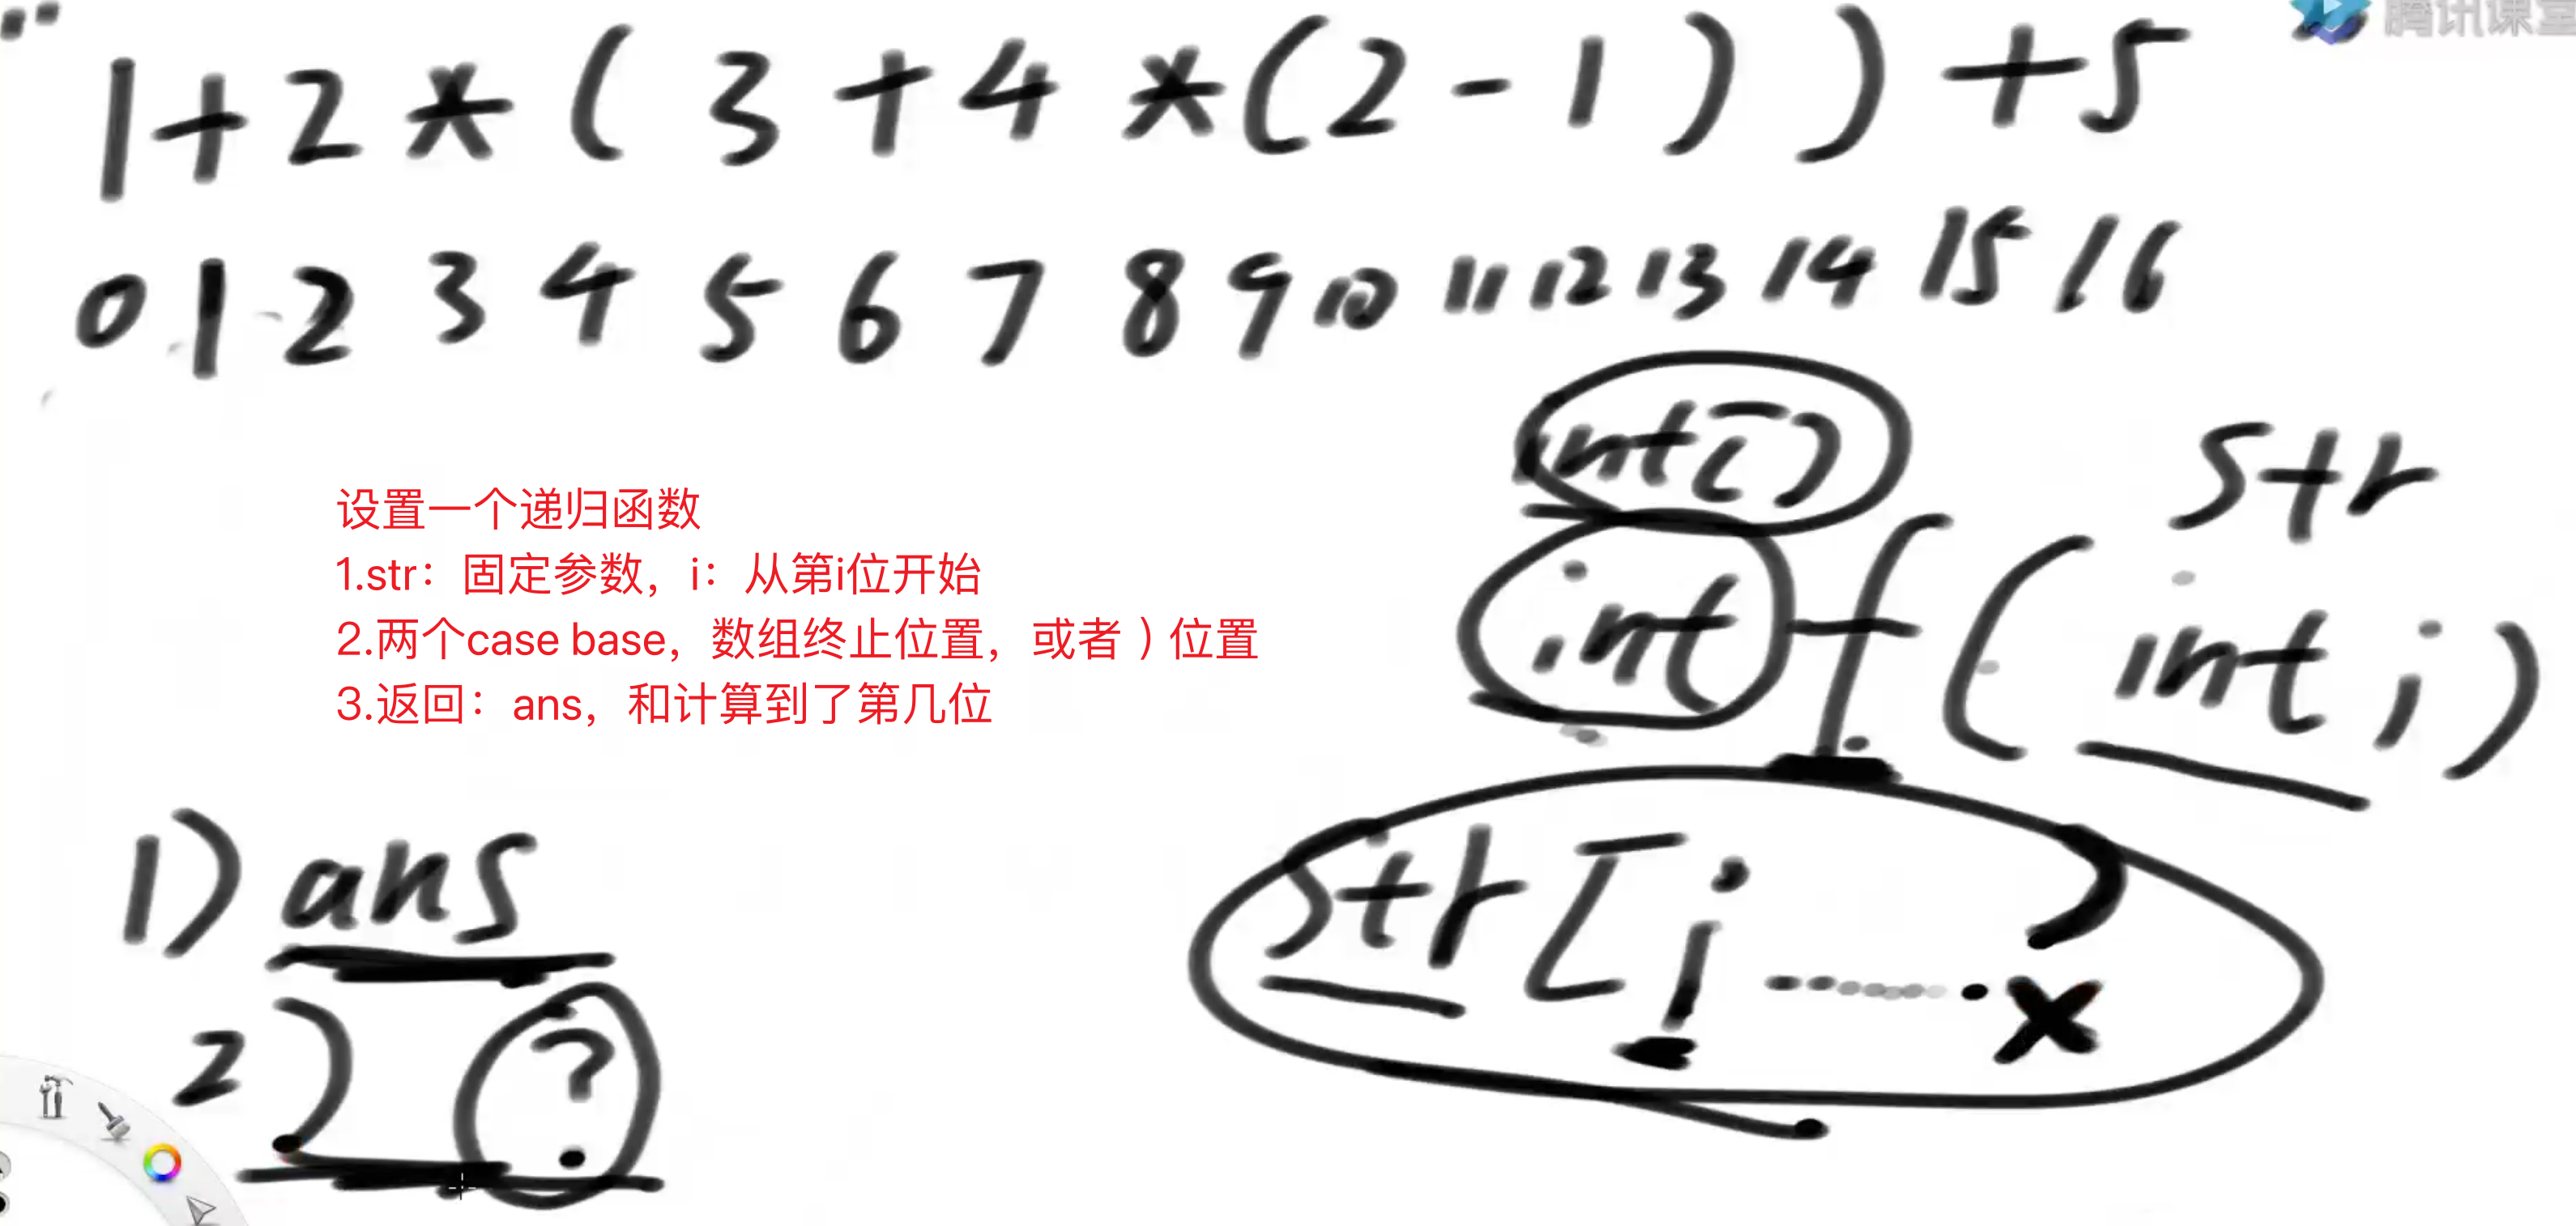 腾讯课堂
1+2*(3+4*(2-1))+5
0 1 2 3 4 5 6 7 8 9 10 11 12 13 14 15 16
int[]
str
int f(int i)
设置一个递归函数
1.str：固定参数，i：从第i位开始
2.两个case base，数组终止位置，或者 ) 位置
3.返回：ans，和计算到了第几位
1) ans
str[i ...... )
x
2) ?